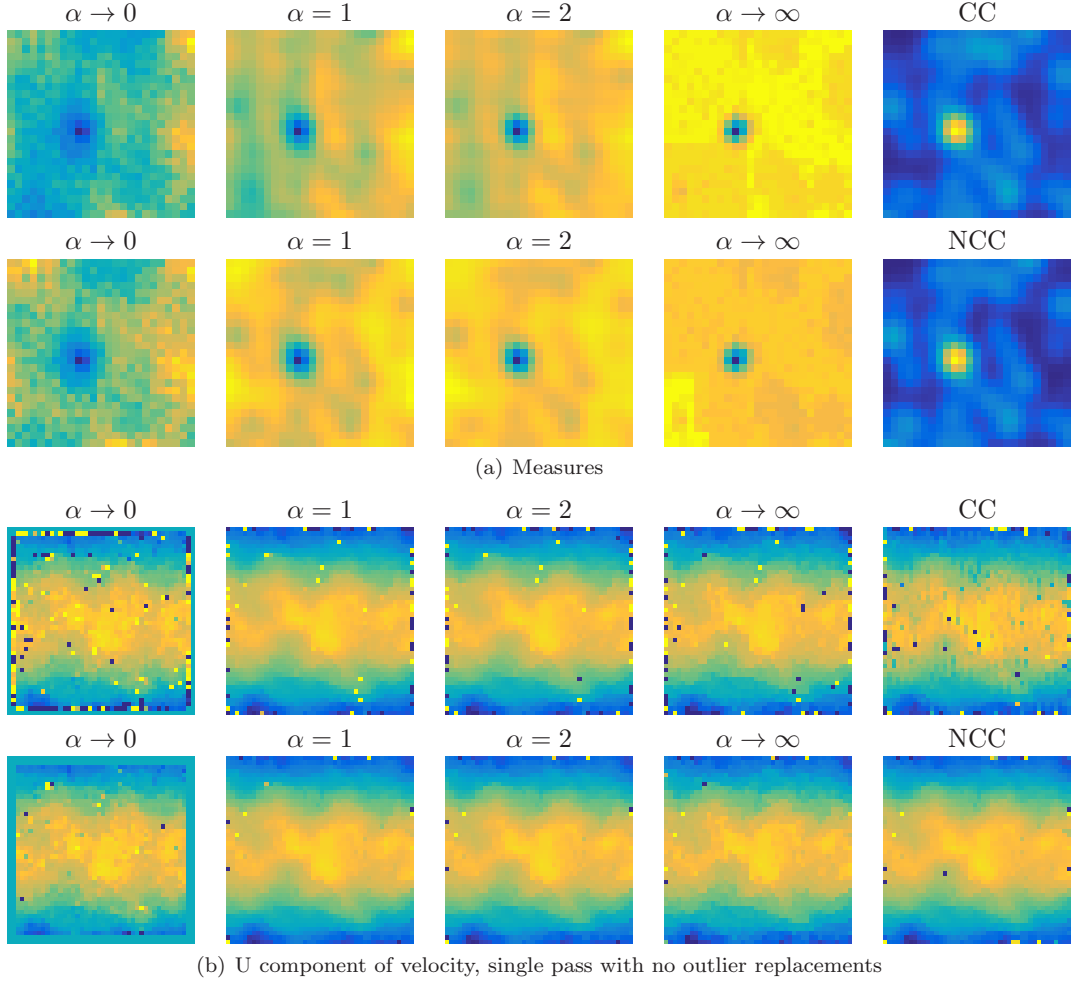 α → 0 α = 1 α = 2 α → ∞ CC
α → 0 α = 1 α = 2 α → ∞ NCC
(a) Measures
α → 0 α = 1 α = 2 α → ∞ CC
α → 0 α = 1 α = 2 α → ∞ NCC
(b) U component of velocity, single pass with no outlier replacements